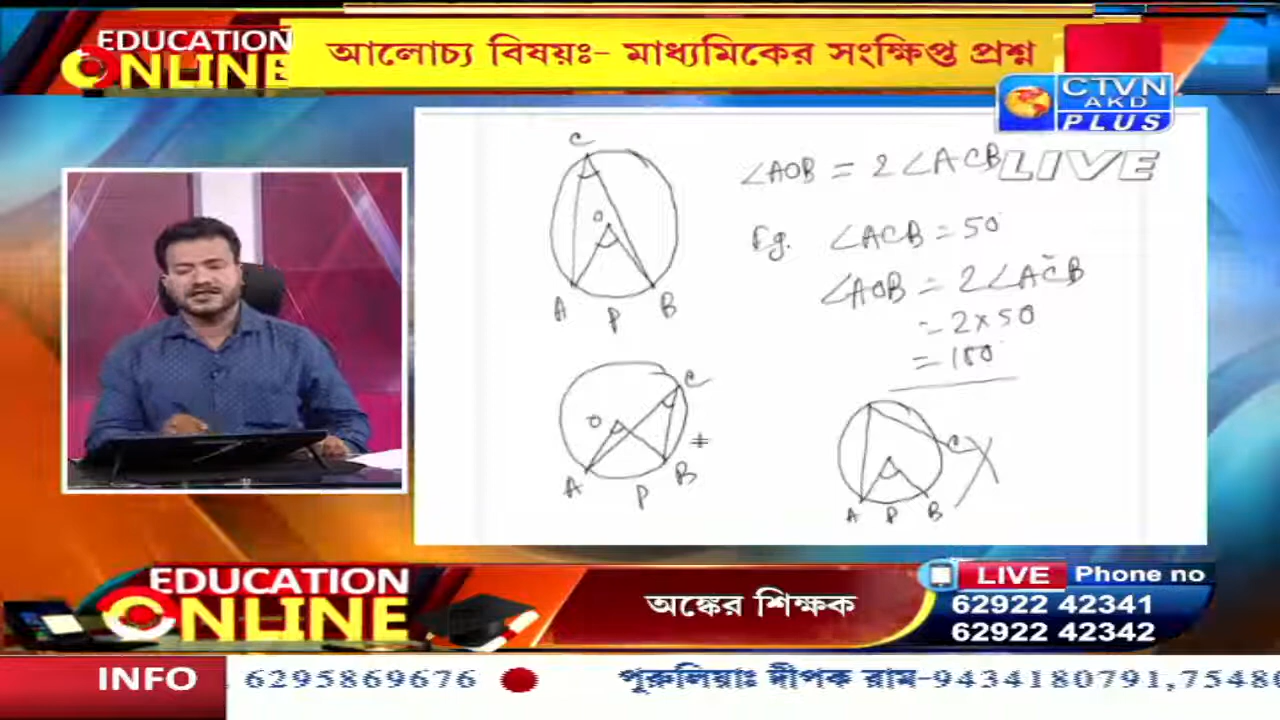 EDUCATION
ONLINE
আলোচ্য বিষয়ঃ- মাধ্যমিকের সংক্ষিপ্ত প্রশ্ন
CTVN
AKD
PLUS
LIVE
C
O
A P B
∠AOB = 2∠ACB
Eg. ∠ACB = 50°
∠AOB = 2∠ACB
= 2×50
= 100°
C
O
A P B
C
A P B
EDUCATION
ONLINE
অঙ্কের শিক্ষক
LIVE Phone no
62922 42341
62922 42342
INFO 6295869676 পুরুলিয়াঃ দীপক রাম-9434180791,75480